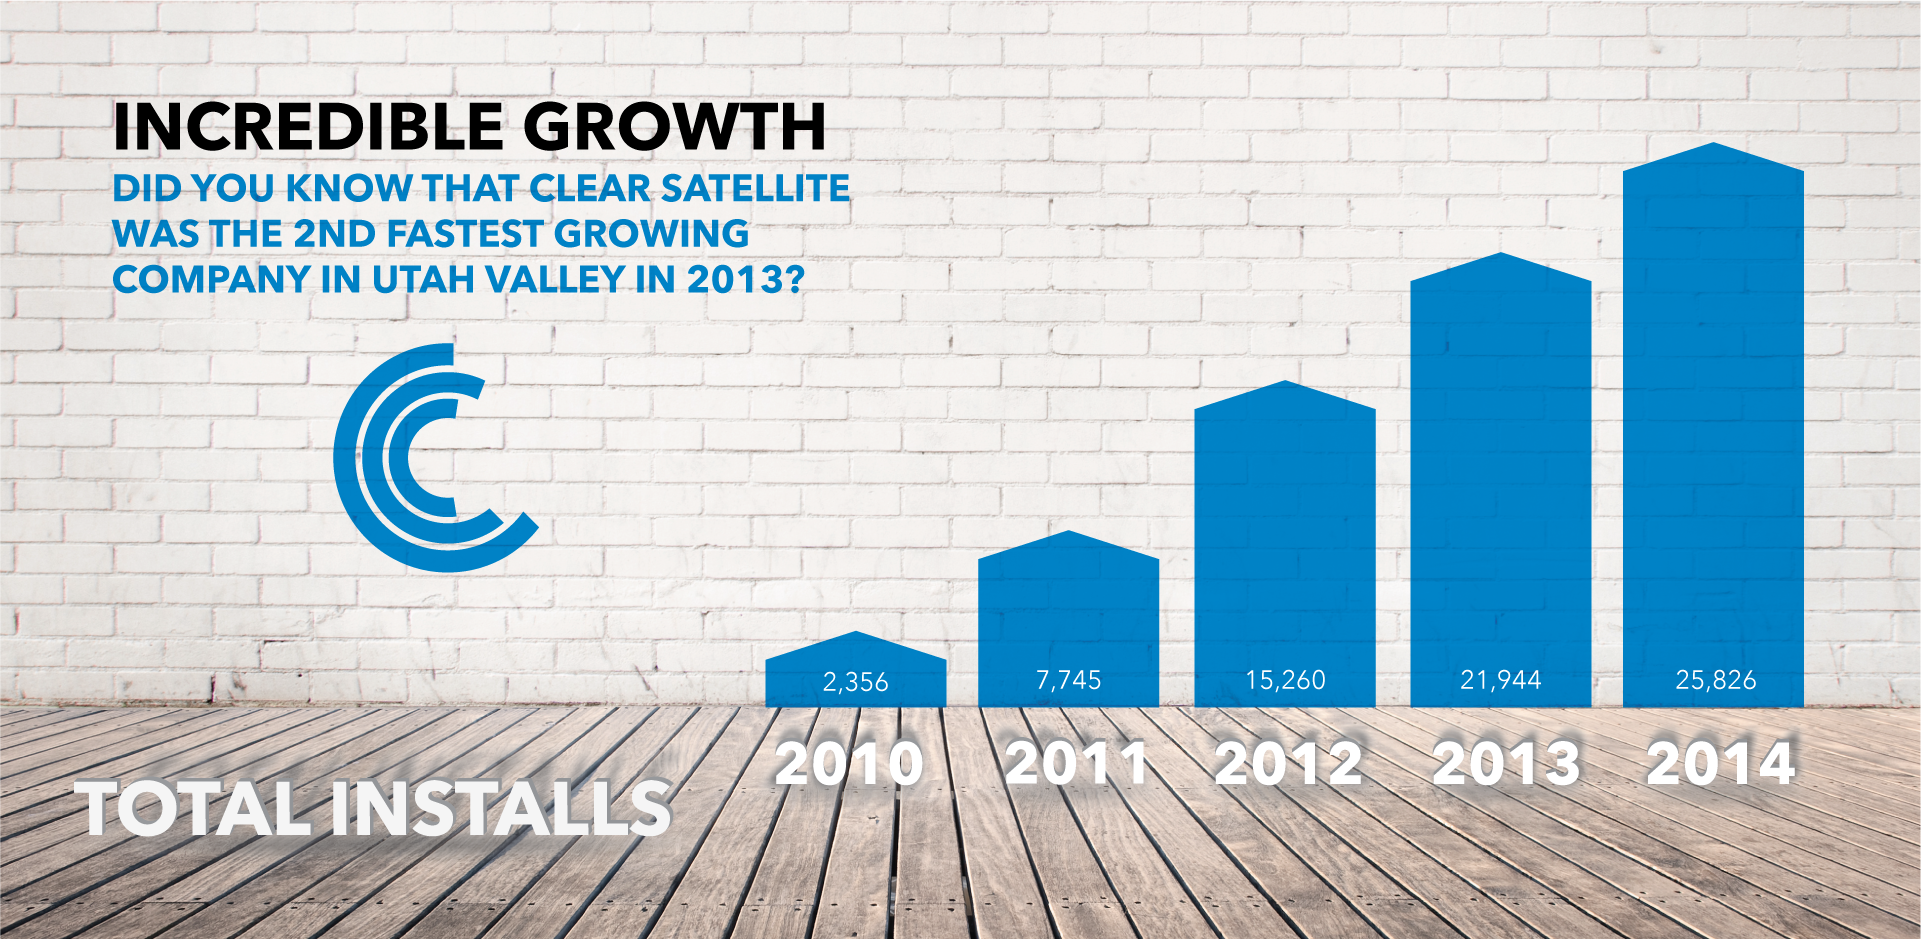 INCREDIBLE GROWTH
DID YOU KNOW THAT CLEAR SATELLITE
WAS THE 2ND FASTEST GROWING
COMPANY IN UTAH VALLEY IN 2013?
2,356
7,745
15,260
21,944
25,826
2010
2011
2012
2013
2014
TOTAL INSTALLS